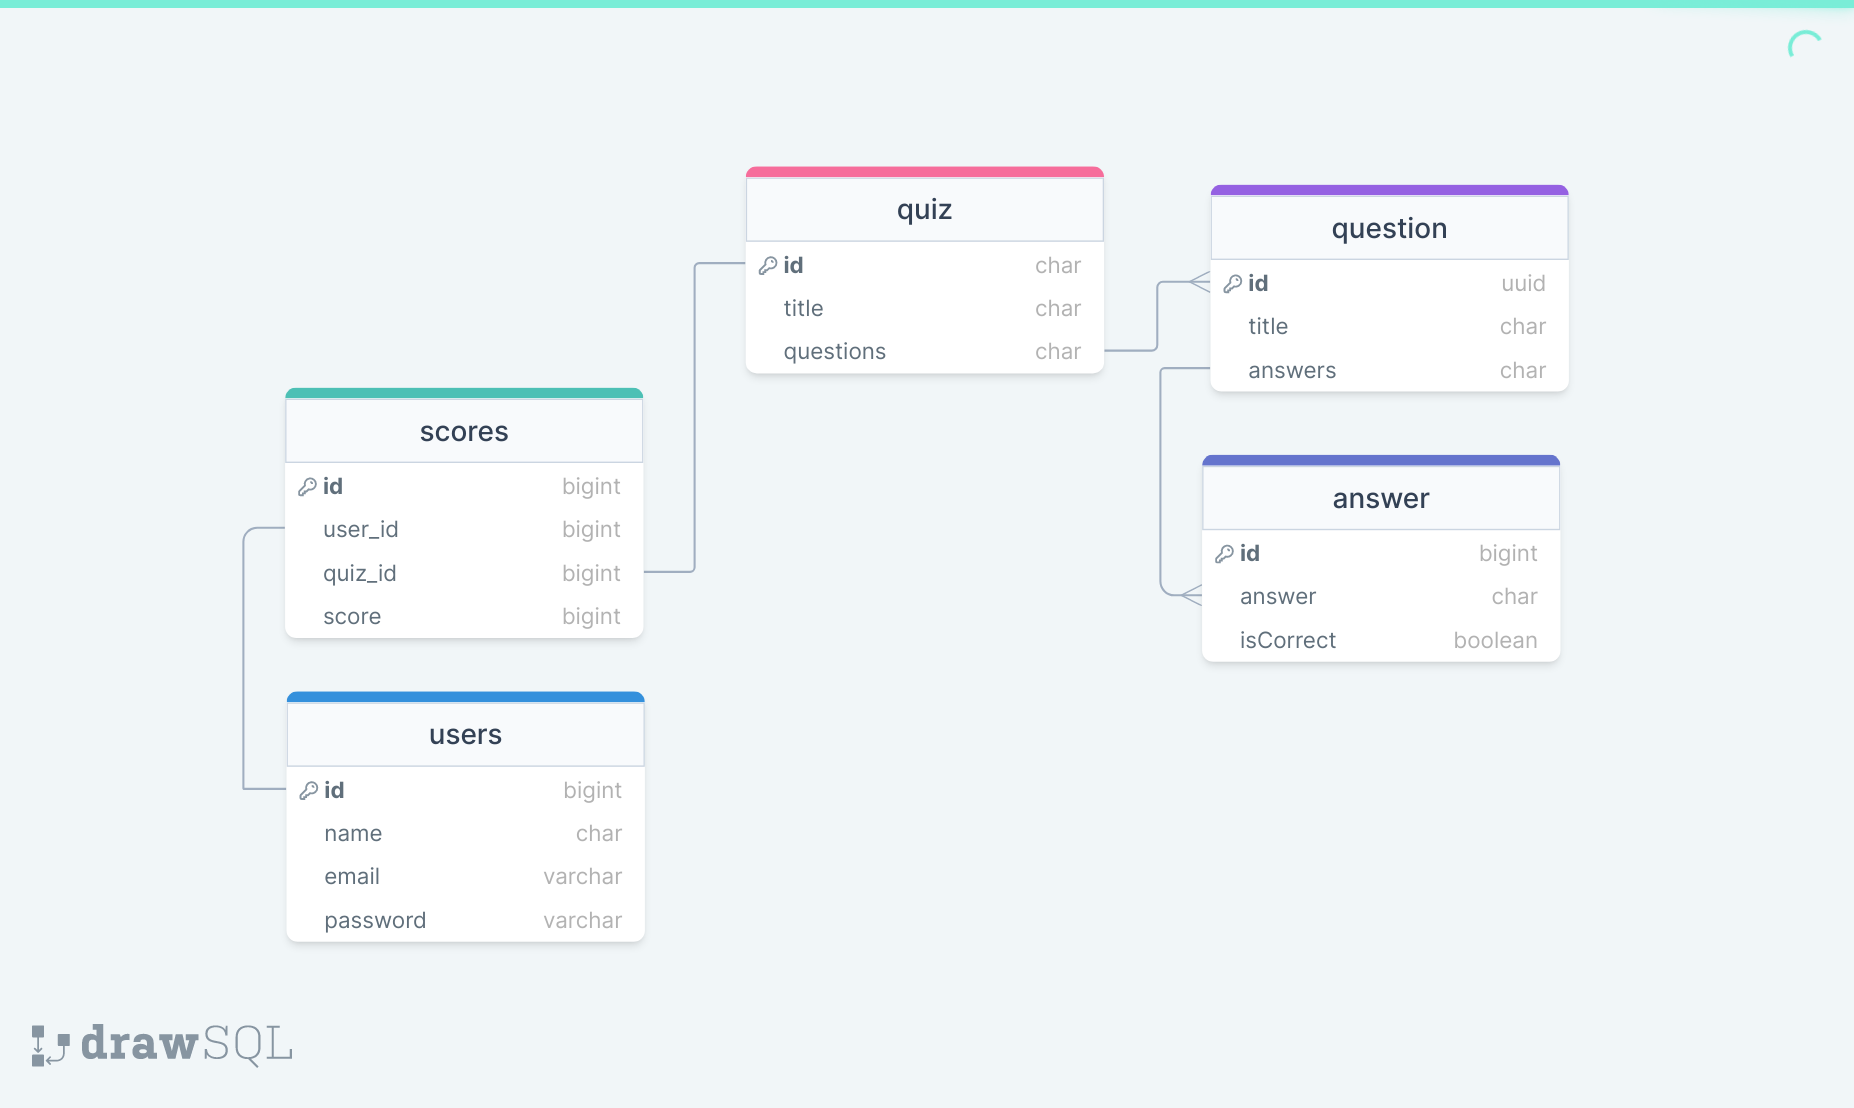 quiz
id char
title char
questions char
question
id uuid
title char
answers char
scores
id bigint
user_id bigint
quiz_id bigint
score bigint
answer
id bigint
answer char
isCorrect boolean
users
id bigint
name char
email varchar
password varchar
drawSQL